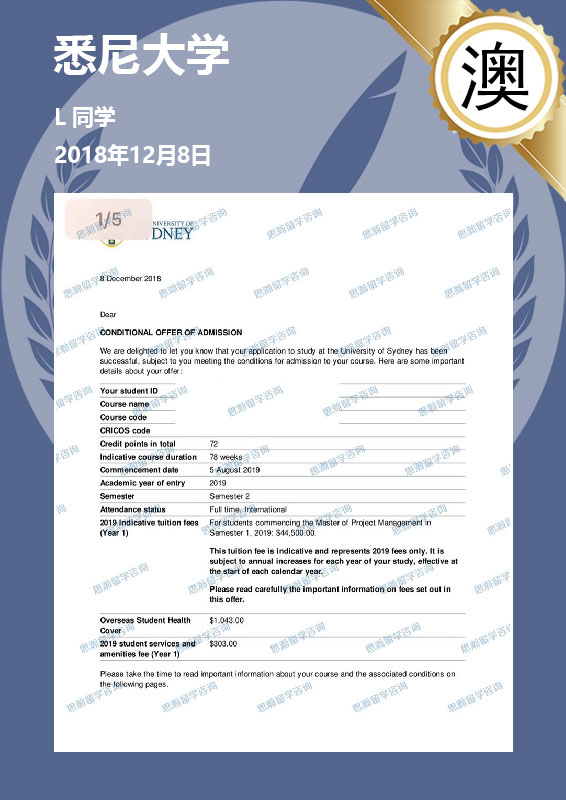 悉尼大学
L 同学
2018年12月8日
澳
1/5
NIVERSITY OF
DNEY
8 December 2018
Dear
CONDITIONAL OFFER OF ADMISSION
We are delighted to let you know that your application to study at the University of Sydney has been
successful, subject to you meeting the conditions for admission to your course. Here are some important
details about your offer:
Your student ID
Course name
Course code
CRICOS code
Credit points in total 72
Indicative course duration 78 weeks
Commencement date 5 August 2019
Academic year of entry 2019
Semester Semester 2
Attendance status Full time, International
2019 Indicative tuition fees For students commencing the Master of Project Management in
(Year 1) Semester 1, 2019: $44,500.00.
This tuition fee is indicative and represents 2019 fees only. It is
subject to annual increases for each year of your study, effective at
the start of each calendar year.
Please read carefully the important information on fees set out in
this offer.
Overseas Student Health $1,043.00
Cover
2019 student services and $303.00
amenities fee (Year 1)
Please take the time to read important information about your course and the associated conditions on
the following pages.
思瀚留学咨询